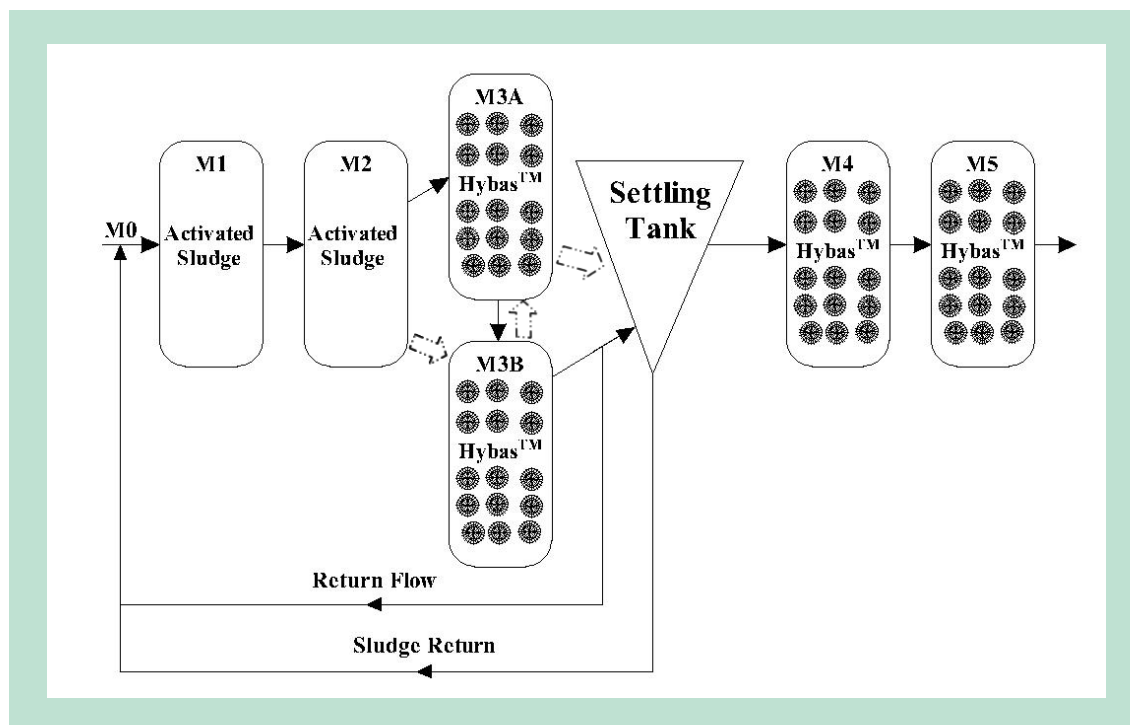 M0
M1
Activated
Sludge
M2
Activated
Sludge
M3A
Hybas™
M3B
Hybas™
Settling
Tank
M4
Hybas™
M5
Hybas™
Return Flow
Sludge Return